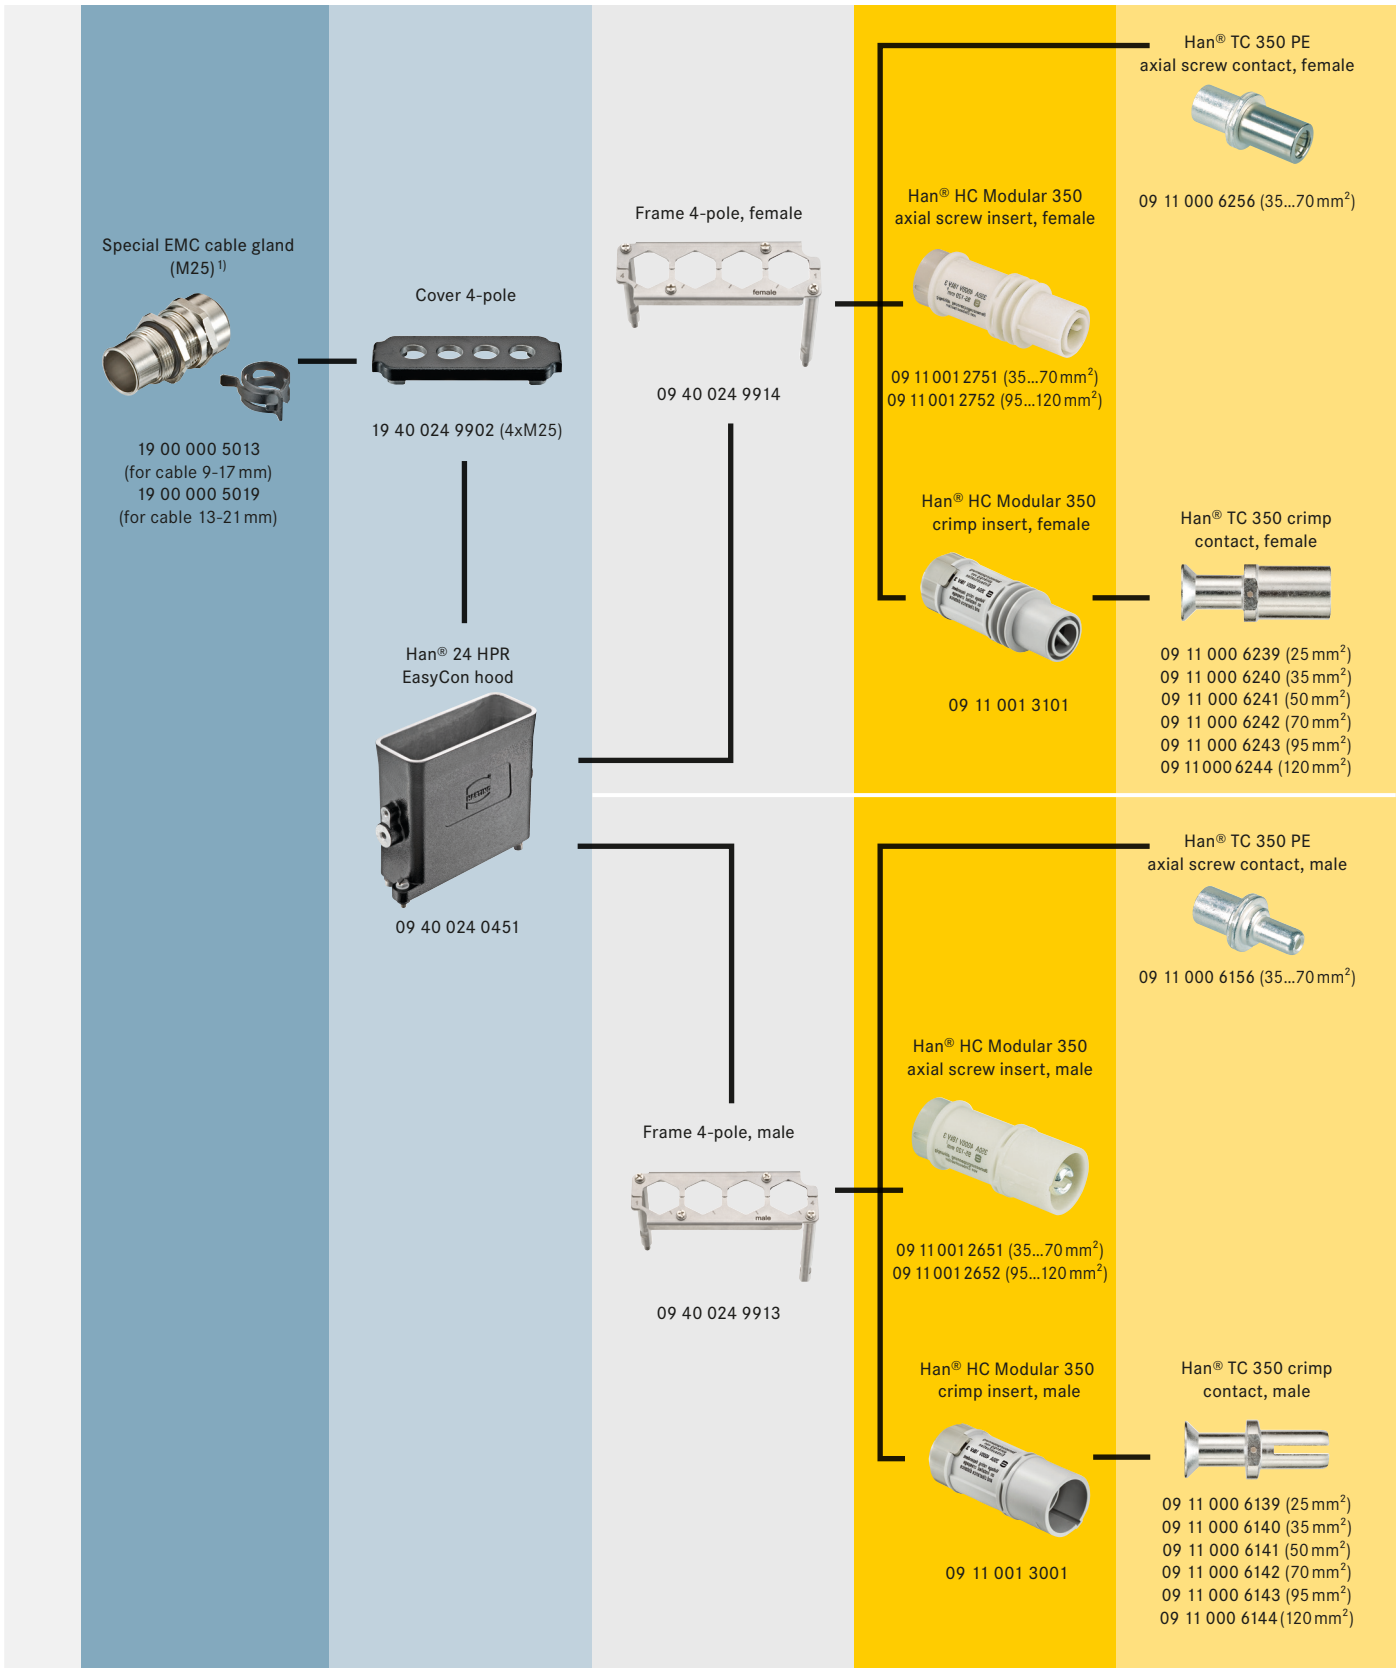 Special EMC cable gland
(M25) 1)
19 00 000 5013
(for cable 9-17 mm)
19 00 000 5019
(for cable 13-21 mm)
Cover 4-pole
19 40 024 9902 (4xM25)
Han® 24 HPR
EasyCon hood
09 40 024 0451
Frame 4-pole, female
female
09 40 024 9914
Han® HC Modular 350
axial screw insert, female
09 11 001 2751 (35...70 mm²)
09 11 001 2752 (95...120 mm²)
Han® TC 350 PE
axial screw contact, female
09 11 000 6256 (35...70 mm²)
Han® HC Modular 350
crimp insert, female
09 11 001 3101
Han® TC 350 crimp
contact, female
09 11 000 6239 (25 mm²)
09 11 000 6240 (35 mm²)
09 11 000 6241 (50 mm²)
09 11 000 6242 (70 mm²)
09 11 000 6243 (95 mm²)
09 11 000 6244 (120 mm²)
Frame 4-pole, male
male
09 40 024 9913
Han® TC 350 PE
axial screw contact, male
09 11 000 6156 (35...70 mm²)
Han® HC Modular 350
axial screw insert, male
09 11 001 2651 (35...70 mm²)
09 11 001 2652 (95...120 mm²)
Han® HC Modular 350
crimp insert, male
09 11 001 3001
Han® TC 350 crimp
contact, male
09 11 000 6139 (25 mm²)
09 11 000 6140 (35 mm²)
09 11 000 6141 (50 mm²)
09 11 000 6142 (70 mm²)
09 11 000 6143 (95 mm²)
09 11 000 6144 (120 mm²)